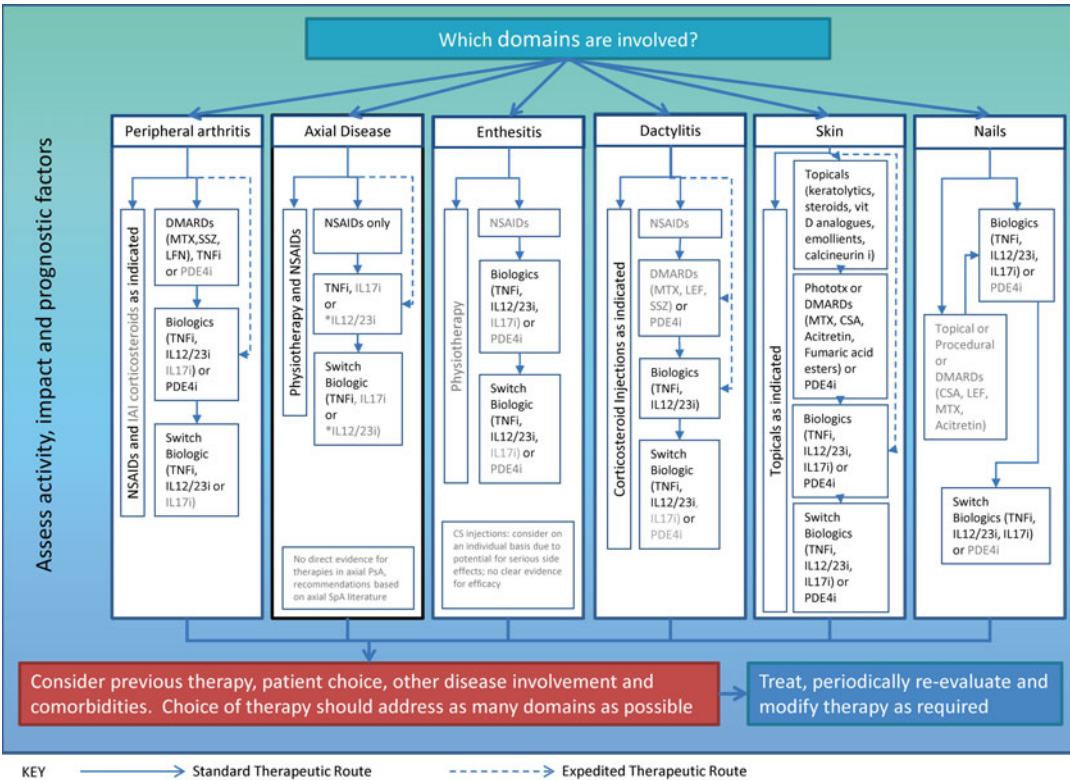 Which domains are involved?
Assess activity, impact and prognostic factors
Peripheral arthritis
NSAIDs and IAI corticosteroids as indicated
DMARDs
(MTX,SSZ,
LFN), TNFi
or PDE4i
Biologics
(TNFi,
IL12/23i
IL17i) or
PDE4i
Switch
Biologic
(TNFi,
IL12/23i or
IL17i)
Axial Disease
Physiotherapy and NSAIDs
NSAIDs only
TNFi, IL17i
or
*IL12/23i
Switch
Biologic
(TNFi, IL17i
or
*IL12/23i)
No direct evidence for
therapies in axial PsA,
recommendations based
on axial SpA literature
Enthesitis
Physiotherapy
NSAIDs
Biologics
(TNFi,
IL12/23i,
IL17i) or
PDE4i
Switch
Biologic
(TNFi,
IL12/23i,
IL17i) or
PDE4i
CS injections: consider on
an individual basis due to
potential for serious side
effects; no clear evidence
for efficacy
Dactylitis
Corticosteroid Injections as indicated
NSAIDs
DMARDs
(MTX, LEF,
SSZ) or
PDE4i
Biologics
(TNFi,
IL12/23i)
Switch
Biologic
(TNFi,
IL12/23i,
IL17i) or
PDE4i
Skin
Topicals as indicated
Topicals
(keratolytics,
steroids, vit
D analogues,
emollients,
calcineurin i)
Phototx or
DMARDs
(MTX, CSA,
Acitretin,
Fumaric acid
esters) or
PDE4i
Biologics
(TNFi,
IL12/23i,
IL17i) or
PDE4i
Switch
Biologics
(TNFi,
IL12/23i,
IL17i) or
PDE4i
Nails
Biologics
(TNFi,
IL12/23i,
IL17i) or
PDE4i
Topical or
Procedural
or
DMARDs
(CSA, LEF,
MTX,
Acitretin)
Switch
Biologics (TNFi,
IL12/23i, IL17i)
or PDE4i
Consider previous therapy, patient choice, other disease involvement and
comorbidities. Choice of therapy should address as many domains as possible
Treat, periodically re-evaluate and
modify therapy as required
KEY
Standard Therapeutic Route
Expedited Therapeutic Route